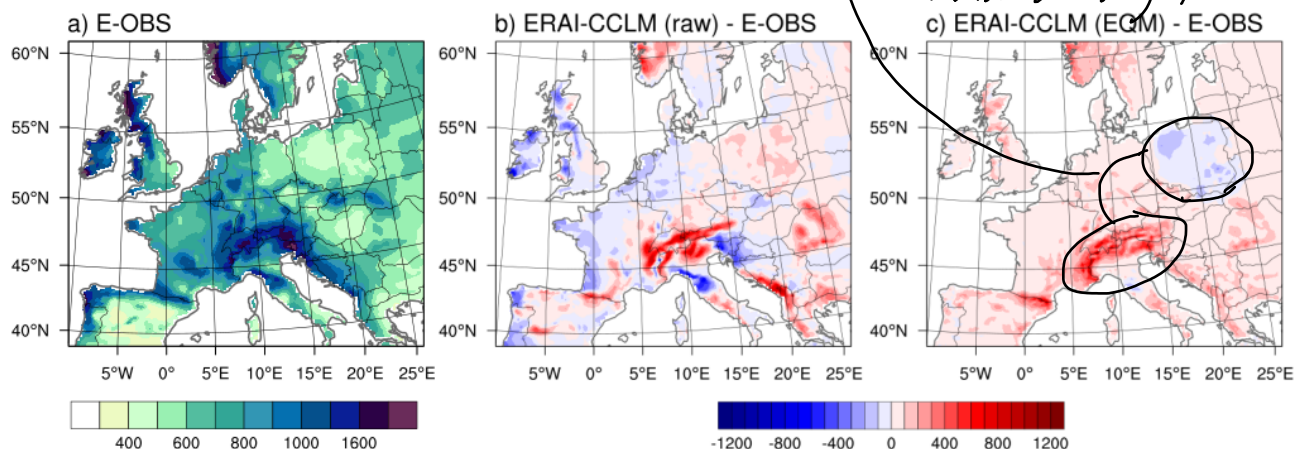 a) E-OBS
b) ERAI-CCLM (raw) - E-OBS
c) ERAI-CCLM (EQM) - E-OBS
60°N
55°N
50°N
45°N
40°N
5°W 0° 5°E 10°E 15°E 20°E 25°E
60°N
55°N
50°N
45°N
40°N
5°W 0° 5°E 10°E 15°E 20°E 25°E
60°N
55°N
50°N
45°N
40°N
5°W 0° 5°E 10°E 15°E 20°E 25°E
400 600 800 1000 1600
-1200 -800 -400 0 400 800 1200